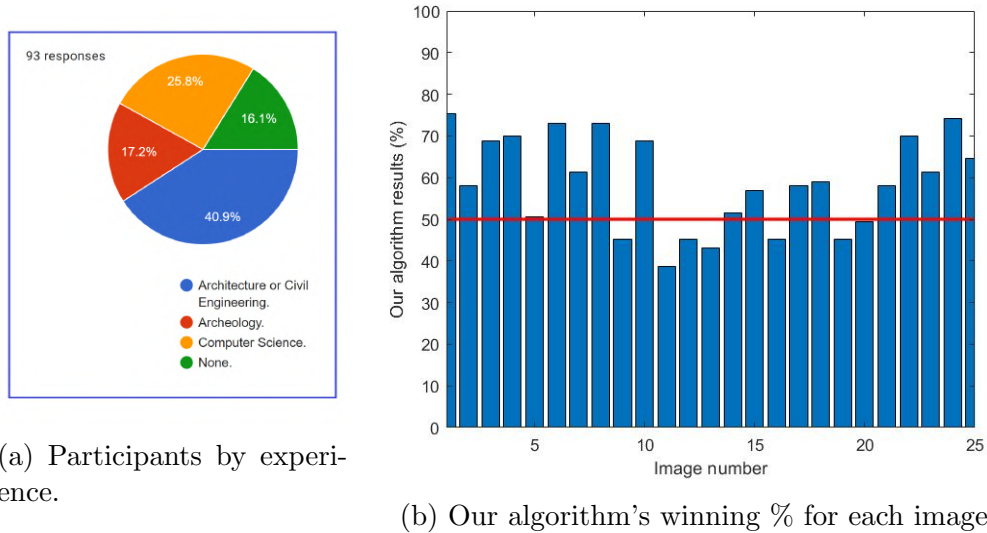 93 responses
25.8%
16.1%
17.2%
40.9%
Architecture or Civil
Engineering.
Archeology.
Computer Science.
None.
(a) Participants by experi-
ence.
100
90
80
70
60
50
40
30
20
10
0
Our algorithm results (%)
5
10
15
20
25
Image number
(b) Our algorithm's winning % for each image